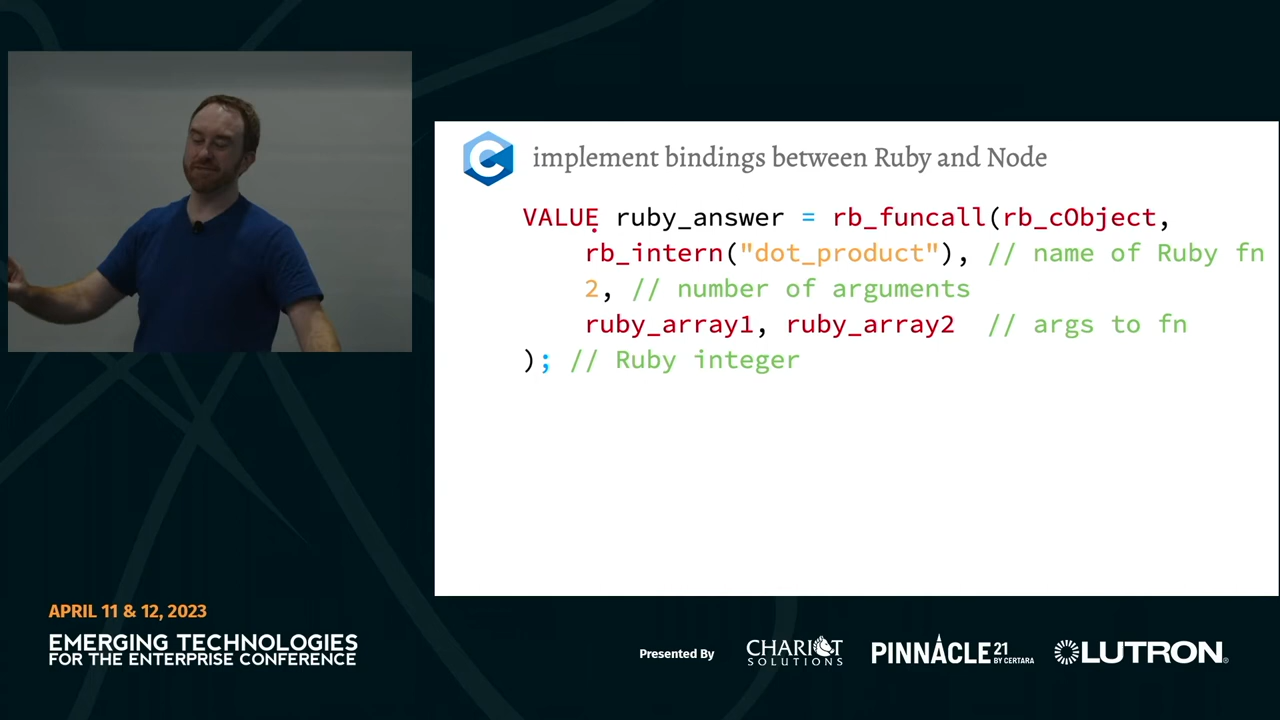 C implement bindings between Ruby and Node
VALUE ruby_answer = rb_funcall(rb_cObject,
rb_intern("dot_product"), // name of Ruby fn
2, // number of arguments
ruby_array1, ruby_array2 // args to fn
); // Ruby integer
APRIL 11 & 12, 2023
EMERGING TECHNOLOGIES
FOR THE ENTERPRISE CONFERENCE
Presented By
CHARIOT
SOLUTIONS
PINNACLE 21
BY CERTARA
LUTRON®